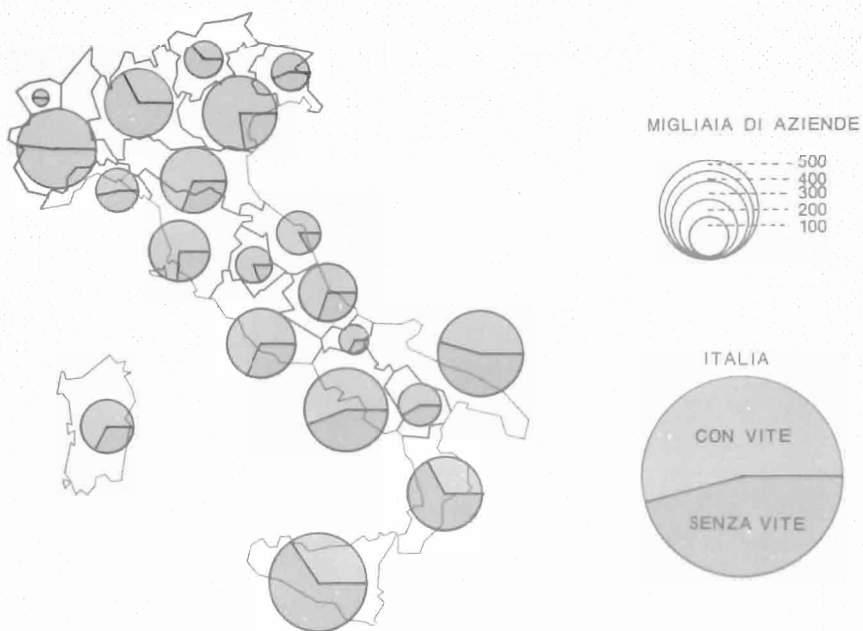 MIGLIAIA DI AZIENDE
500
400
300
200
100
ITALIA
CON VITE
SENZA VITE